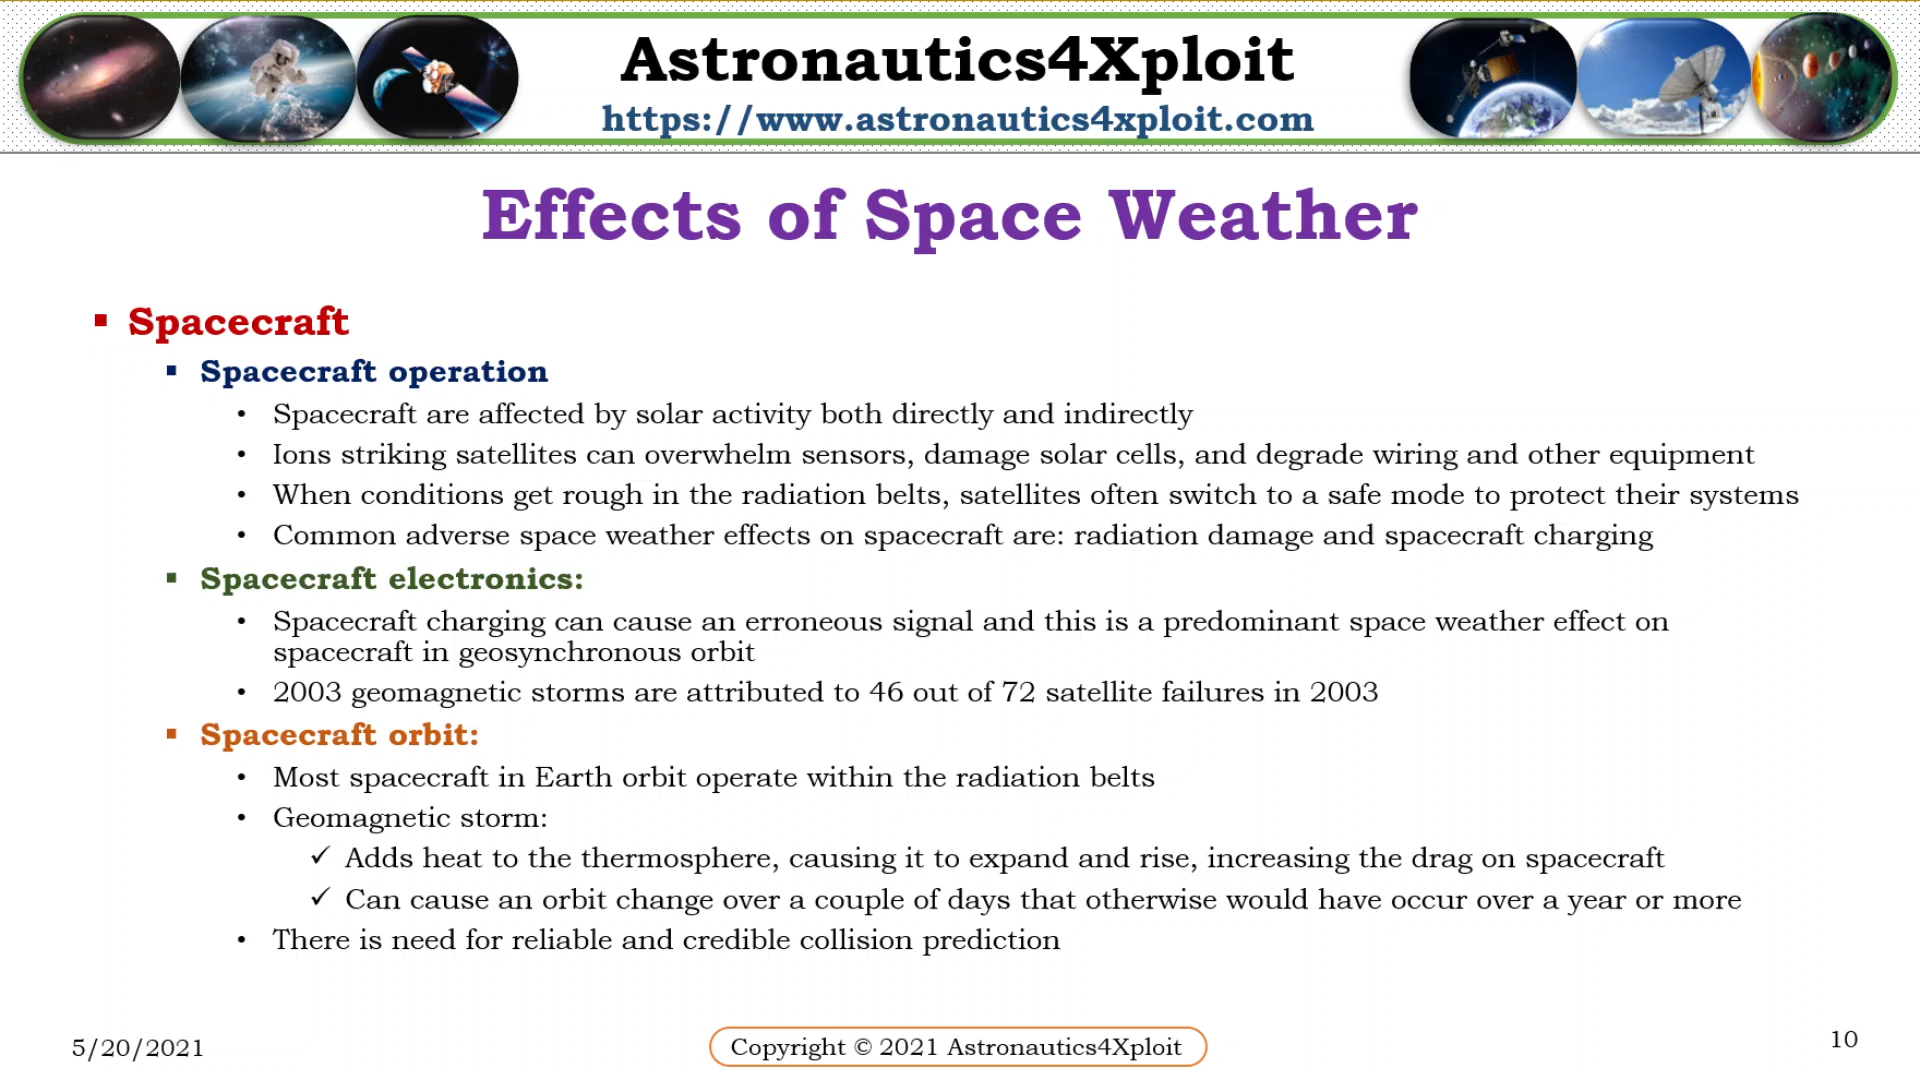 Astronautics4Xploit
https://www.astronautics4xploit.com
Effects of Space Weather
▪ Spacecraft
▪ Spacecraft operation
• Spacecraft are affected by solar activity both directly and indirectly
• Ions striking satellites can overwhelm sensors, damage solar cells, and degrade wiring and other equipment
• When conditions get rough in the radiation belts, satellites often switch to a safe mode to protect their systems
• Common adverse space weather effects on spacecraft are: radiation damage and spacecraft charging
▪ Spacecraft electronics:
• Spacecraft charging can cause an erroneous signal and this is a predominant space weather effect on
spacecraft in geosynchronous orbit
• 2003 geomagnetic storms are attributed to 46 out of 72 satellite failures in 2003
▪ Spacecraft orbit:
• Most spacecraft in Earth orbit operate within the radiation belts
• Geomagnetic storm:
✓ Adds heat to the thermosphere, causing it to expand and rise, increasing the drag on spacecraft
✓ Can cause an orbit change over a couple of days that otherwise would have occur over a year or more
• There is need for reliable and credible collision prediction
5/20/2021
Copyright © 2021 Astronautics4Xploit
10